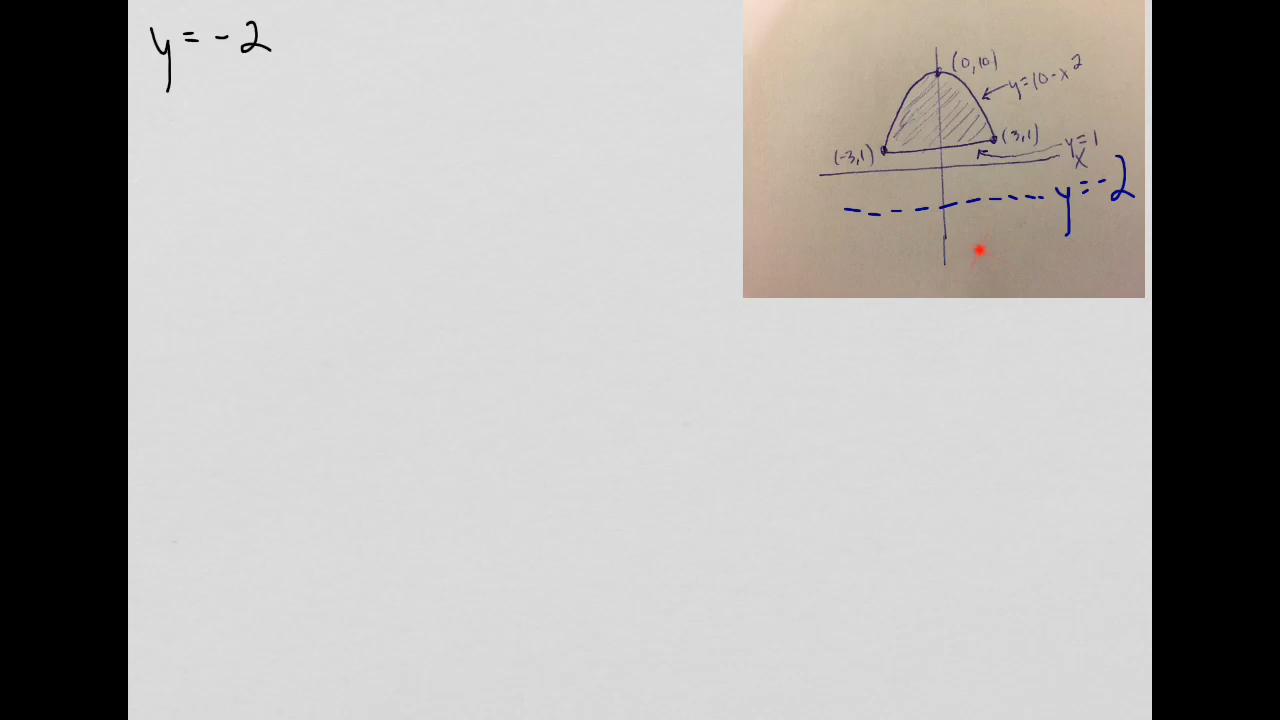 y = -2
(0,10)
y=10-x²
(-3,1)
(3,1)
y=1
x
y=-2